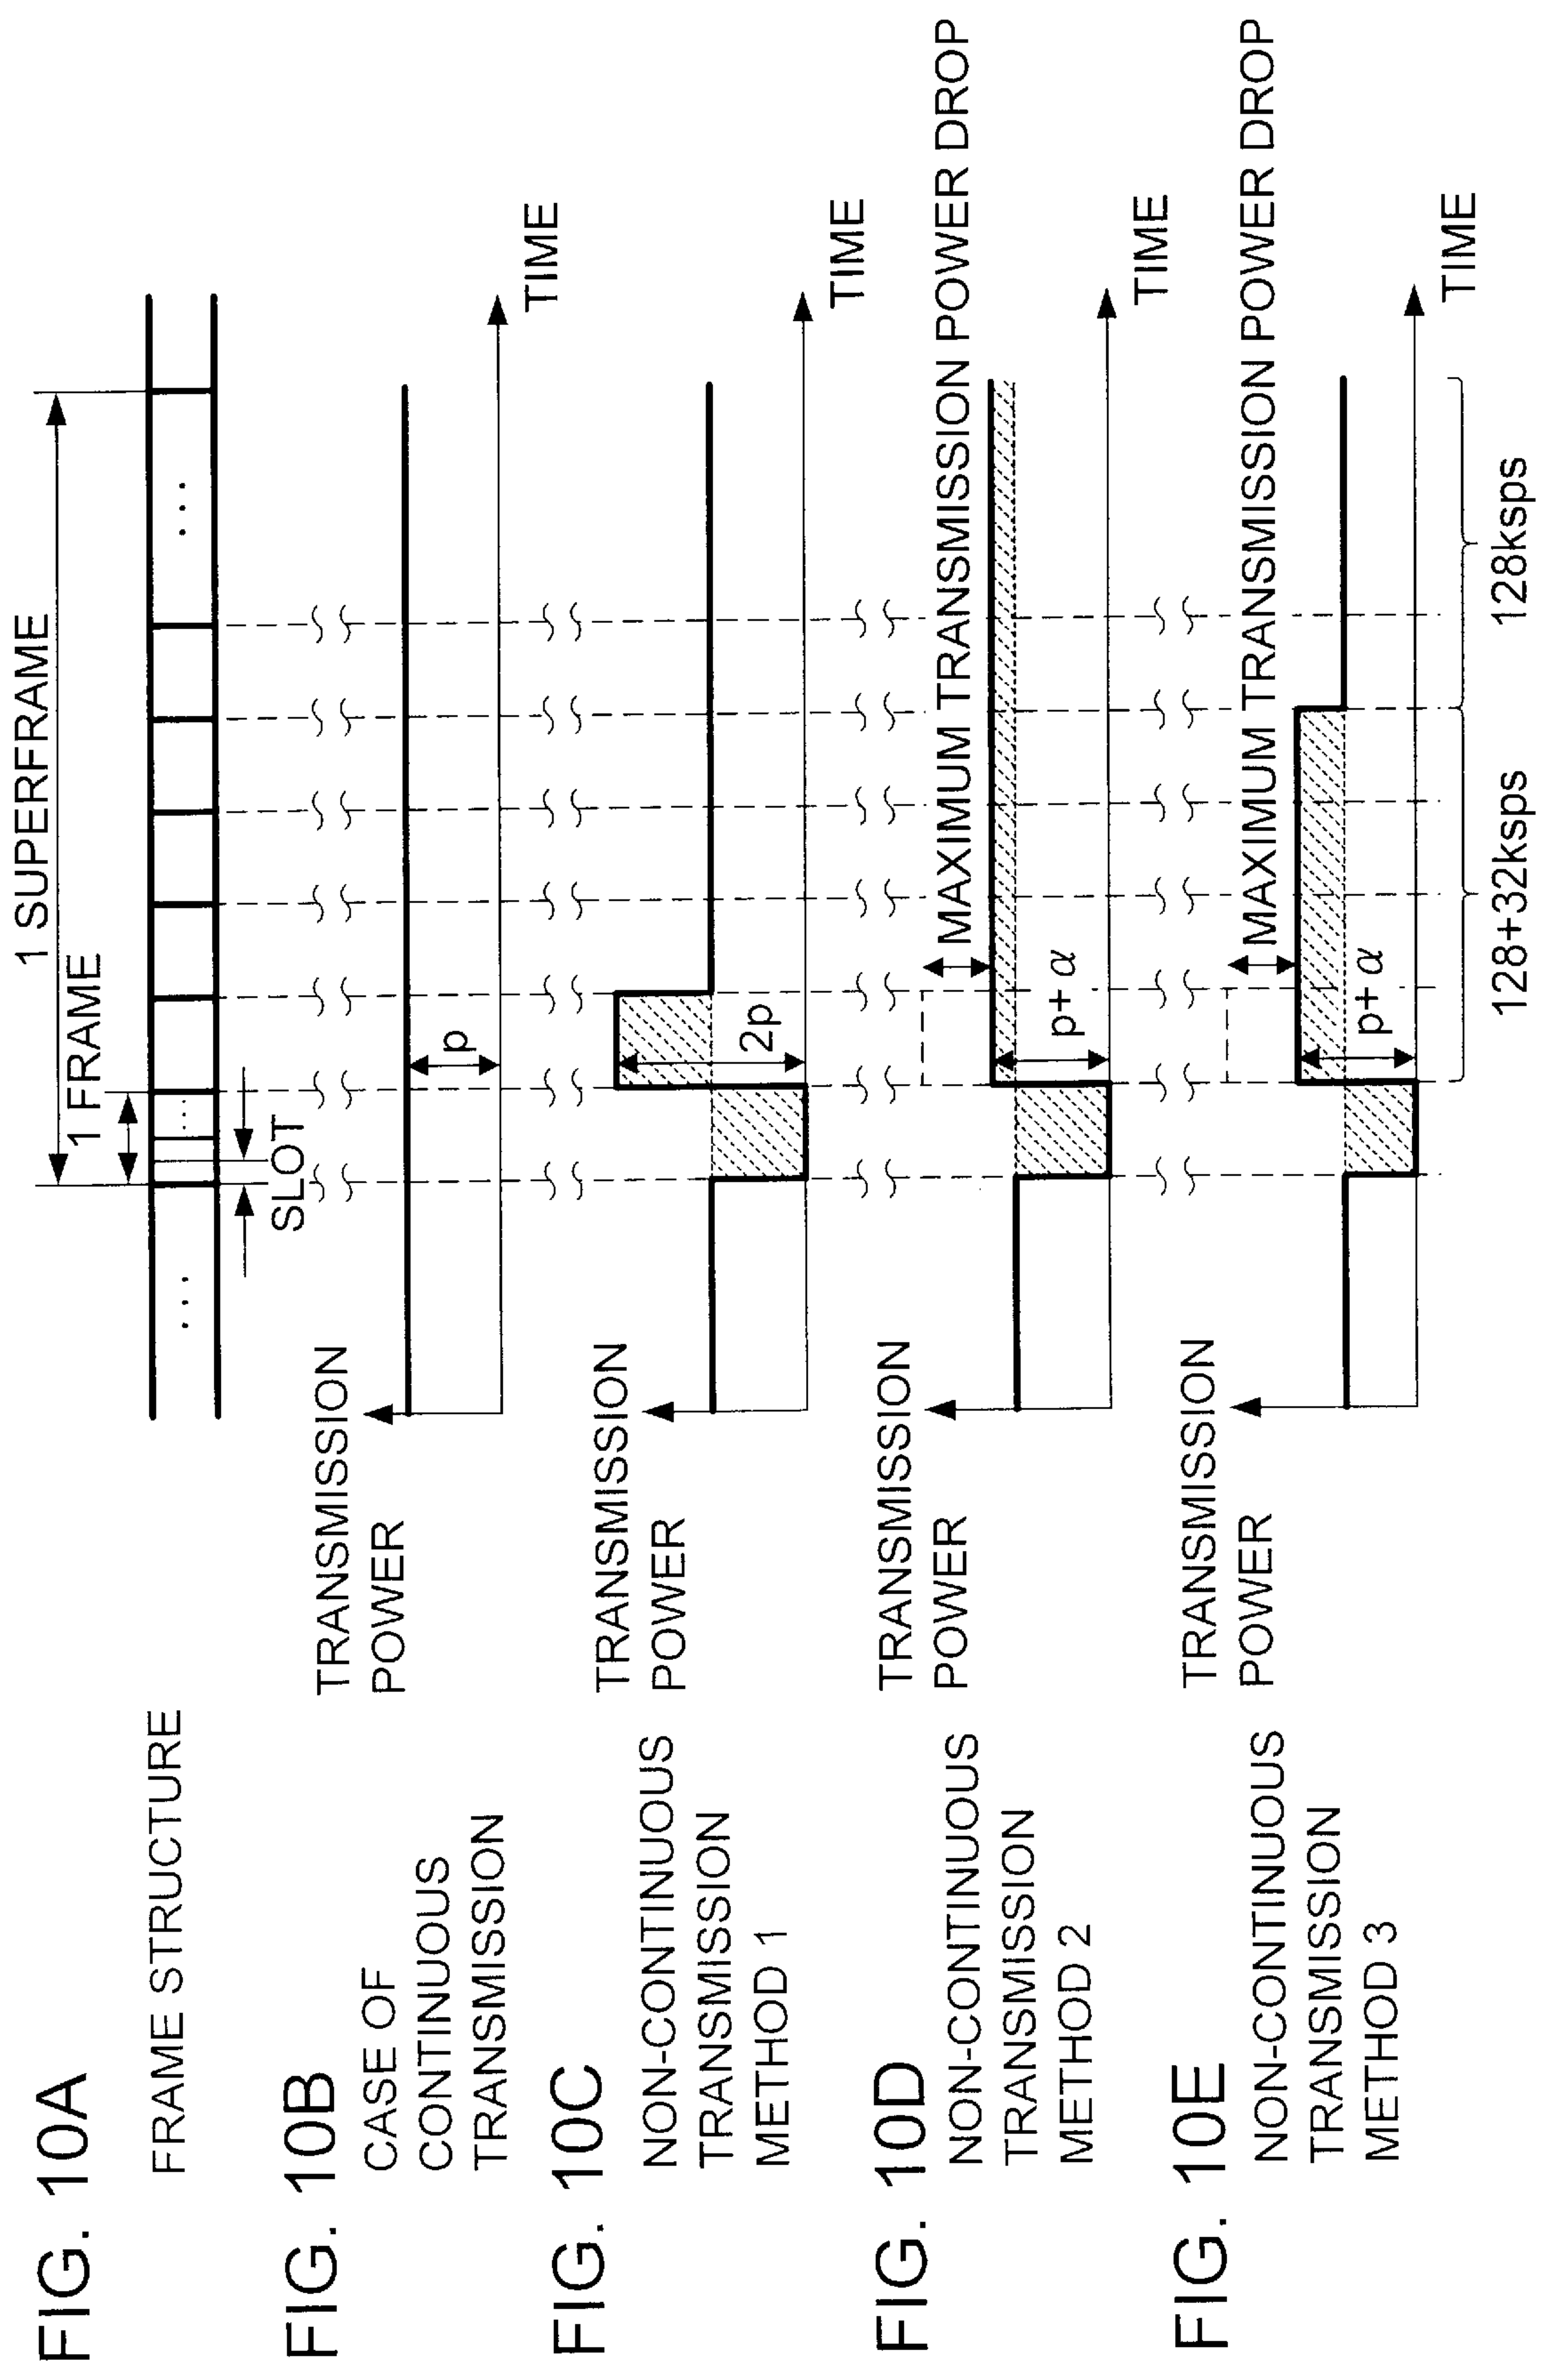 FIG. 10A
FRAME STRUCTURE
1 SUPERFRAME
1 FRAME
SLOT
...
...
...
FIG. 10B
CASE OF
CONTINUOUS
TRANSMISSION
TRANSMISSION
POWER
p
TIME
FIG. 10C
NON-CONTINUOUS
TRANSMISSION
METHOD 1
TRANSMISSION
POWER
2p
TIME
FIG. 10D
NON-CONTINUOUS
TRANSMISSION
METHOD 2
TRANSMISSION
POWER
MAXIMUM TRANSMISSION POWER DROP
p+α
TIME
FIG. 10E
NON-CONTINUOUS
TRANSMISSION
METHOD 3
TRANSMISSION
POWER
MAXIMUM TRANSMISSION POWER DROP
p+α
TIME
128+32ksps
128ksps